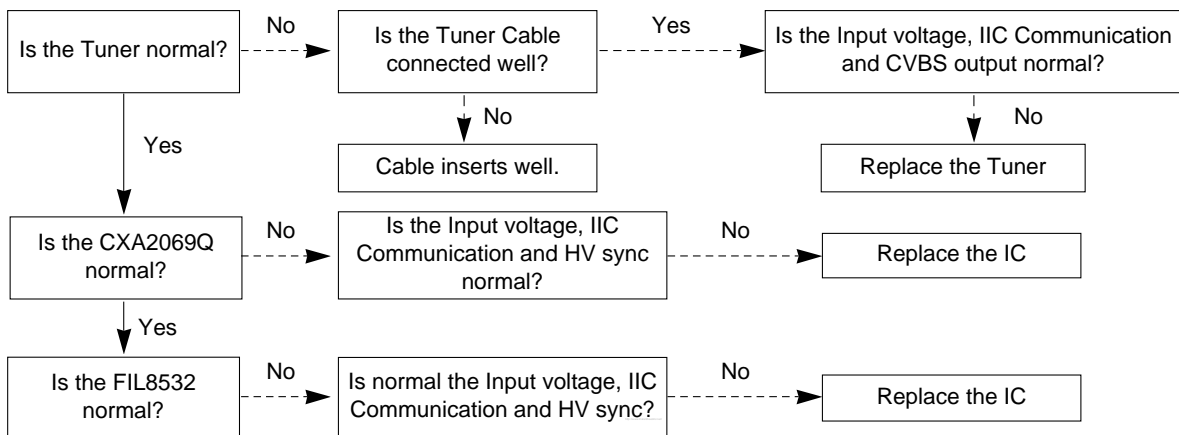 Is the Tuner normal?
No
Is the Tuner Cable
connected well?
Yes
Is the Input voltage, IIC Communication
and CVBS output normal?
Yes
No
Cable inserts well.
No
Replace the Tuner
Is the CXA2069Q
normal?
No
Is the Input voltage, IIC
Communication and HV sync
normal?
No
Replace the IC
Yes
Is the FIL8532
normal?
No
Is normal the Input voltage, IIC
Communication and HV sync?
No
Replace the IC